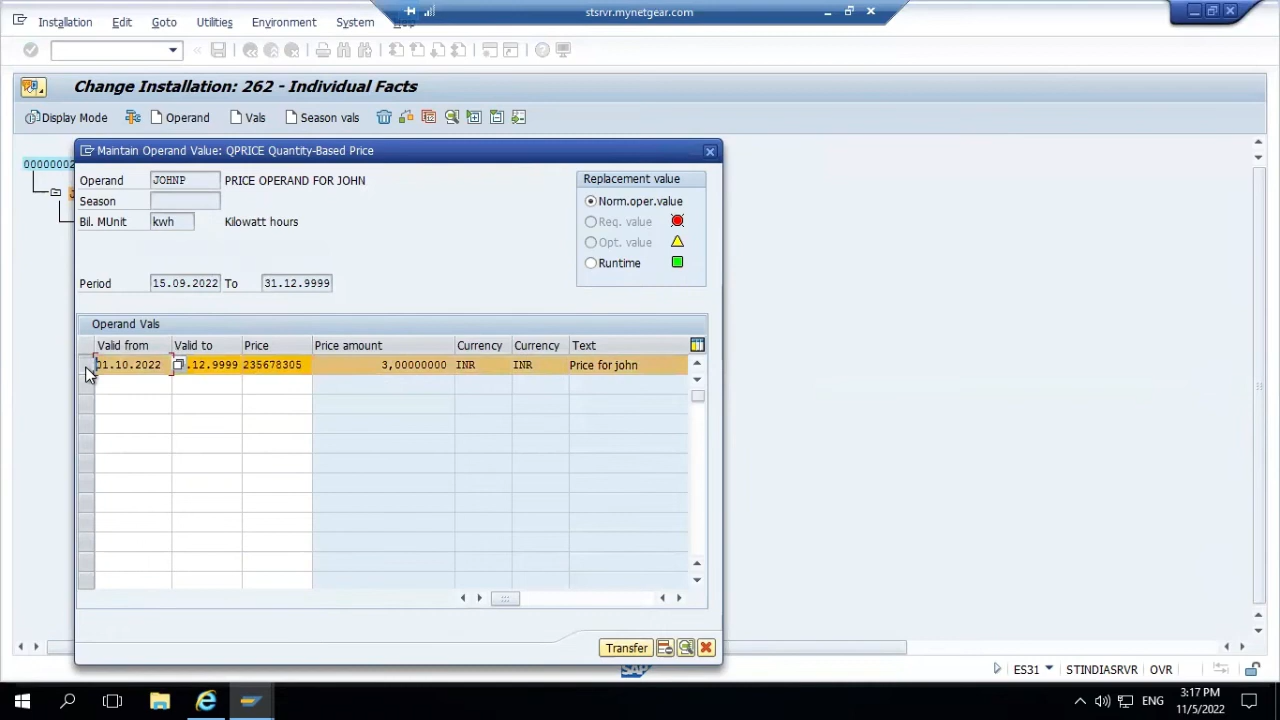 Installation Edit Goto Utilities Environment System
stsrvr.mynetgear.com
Change Installation: 262 - Individual Facts
Display Mode Operand Vals Season vals
Maintain Operand Value: QPRICE Quantity-Based Price
Operand JOHNP PRICE OPERAND FOR JOHN
Season
Bil. MUnit kwh Kilowatt hours
Replacement value
Norm.oper.value
Req. value
Opt. value
Runtime
Period 15.09.2022 To 31.12.9999
Operand Vals
Valid from Valid to Price Price amount Currency Currency Text
01.10.2022 .12.9999 235678305 3,00000000 INR INR Price for john
Transfer
SAP
ES31 STINDIASRVR OVR
ENG
3:17 PM
11/5/2022